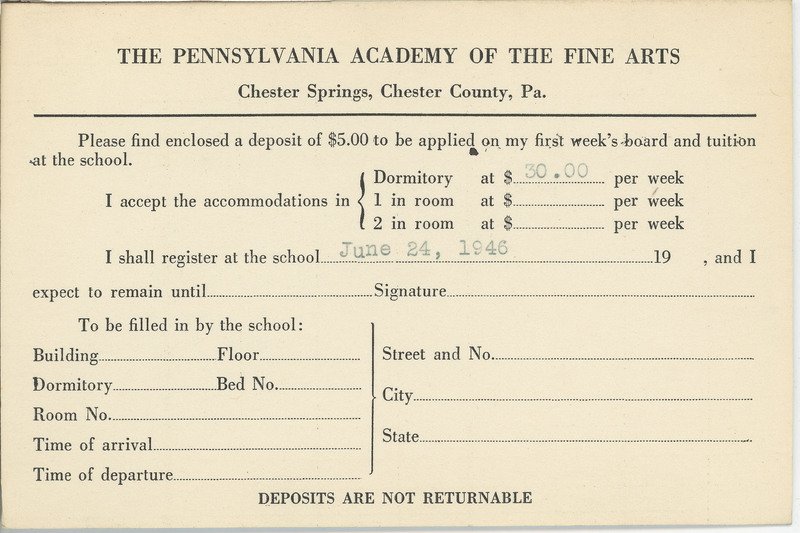 THE PENNSYLVANIA ACADEMY OF THE FINE ARTS
Chester Springs, Chester County, Pa.
Please find enclosed a deposit of $5.00 to be applied on my first week's board and tuition
at the school.
Dormitory at $ 30.00 per week
I accept the accommodations in 1 in room at $ per week
2 in room at $ per week
I shall register at the school June 24, 1946 19 , and I
expect to remain until Signature
To be filled in by the school:
Building Floor
Dormitory Bed No.
Room No.
Time of arrival
Time of departure
Street and No.
City
State
DEPOSITS ARE NOT RETURNABLE